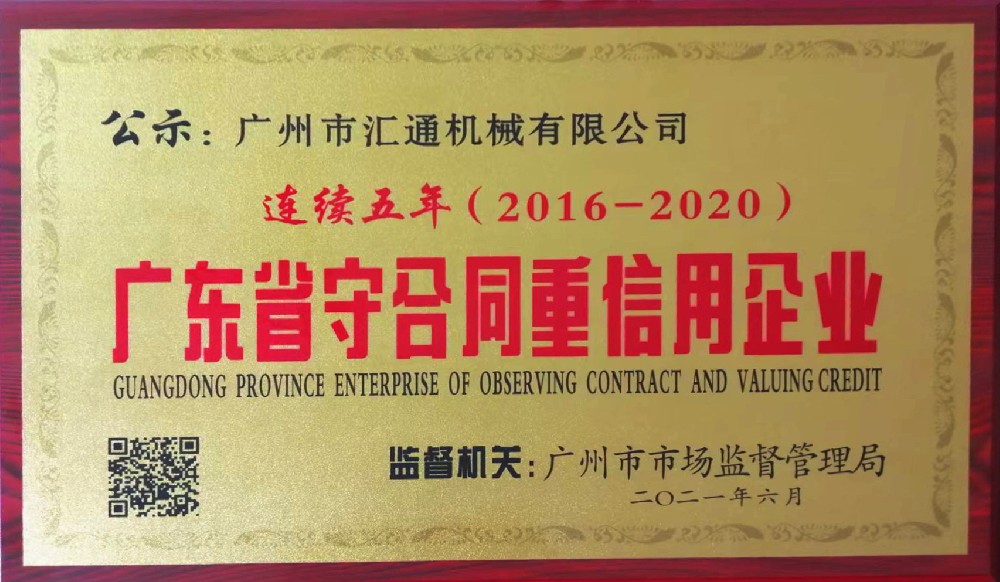 公示：广州市汇通机械有限公司
连续五年（2016-2020）
广东省守合同重信用企业
GUANGDONG PROVINCE ENTERPRISE OF OBSERVING CONTRACT AND VALUING CREDIT
监督机关：广州市市场监督管理局
二〇二一年六月